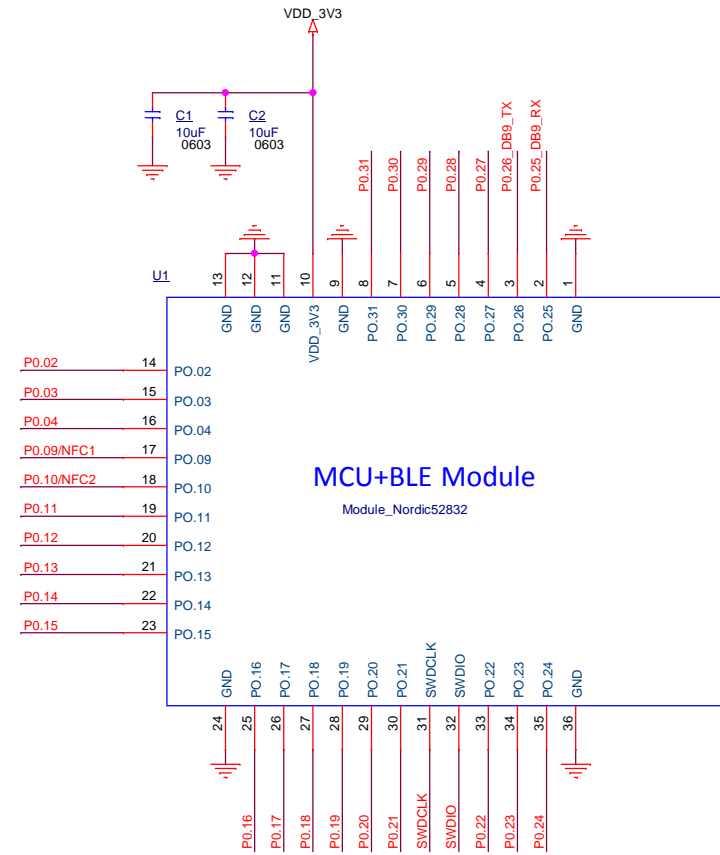 VDD_3V3
C1
10uF
0603
C2
10uF
0603
P0.31
P0.30
P0.29
P0.28
P0.27
P0.26_DB9_TX
P0.25_DB9_RX
U1
13
12
11
10
9
8
7
6
5
4
3
2
1
GND
GND
GND
VDD_3V3
GND
PO.31
PO.30
PO.29
PO.28
PO.27
PO.26
PO.25
GND
P0.02 14 PO.02
P0.03 15 PO.03
P0.04 16 PO.04
P0.09/NFC1 17 PO.09
P0.10/NFC2 18 PO.10
P0.11 19 PO.11
P0.12 20 PO.12
P0.13 21 PO.13
P0.14 22 PO.14
P0.15 23 PO.15
MCU+BLE Module
Module_Nordic52832
GND
PO.16
PO.17
PO.18
PO.19
PO.20
PO.21
SWDCLK
SWDIO
PO.22
PO.23
PO.24
GND
24
25
26
27
28
29
30
31
32
33
34
35
36
P0.16
P0.17
P0.18
P0.19
P0.20
P0.21
SWDCLK
SWDIO
P0.22
P0.23
P0.24